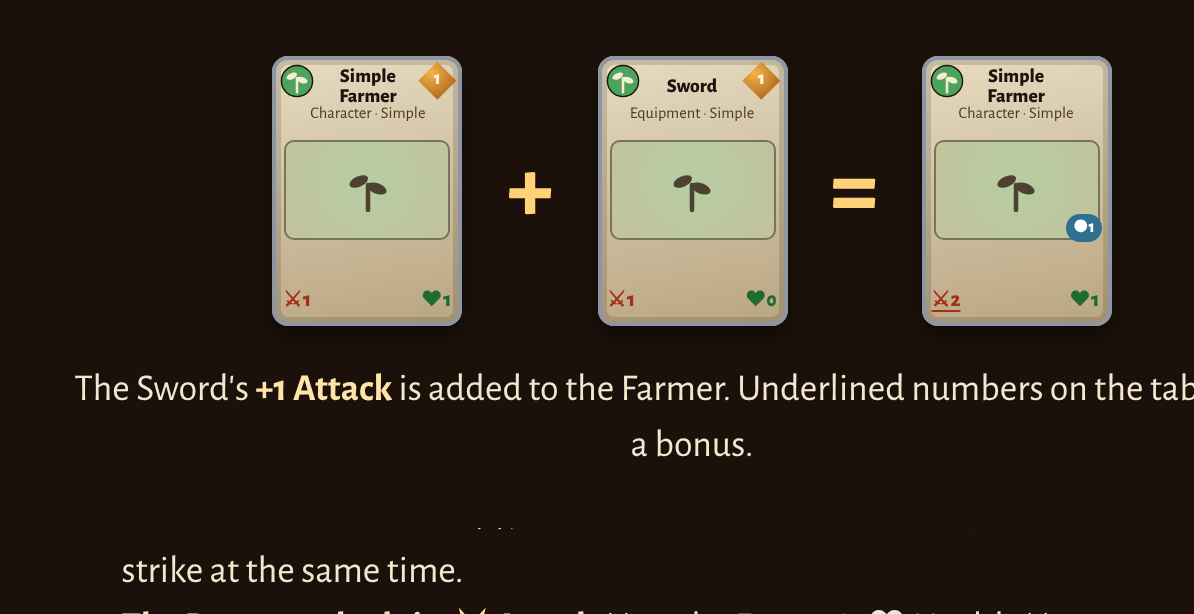 Simple
Farmer
1
Character · Simple
1
1
Sword
1
Equipment · Simple
1
0
Simple
Farmer
Character · Simple
1
2
1
+
=
The Sword's +1 Attack is added to the Farmer. Underlined numbers on the
a bonus.
strike at the same time.